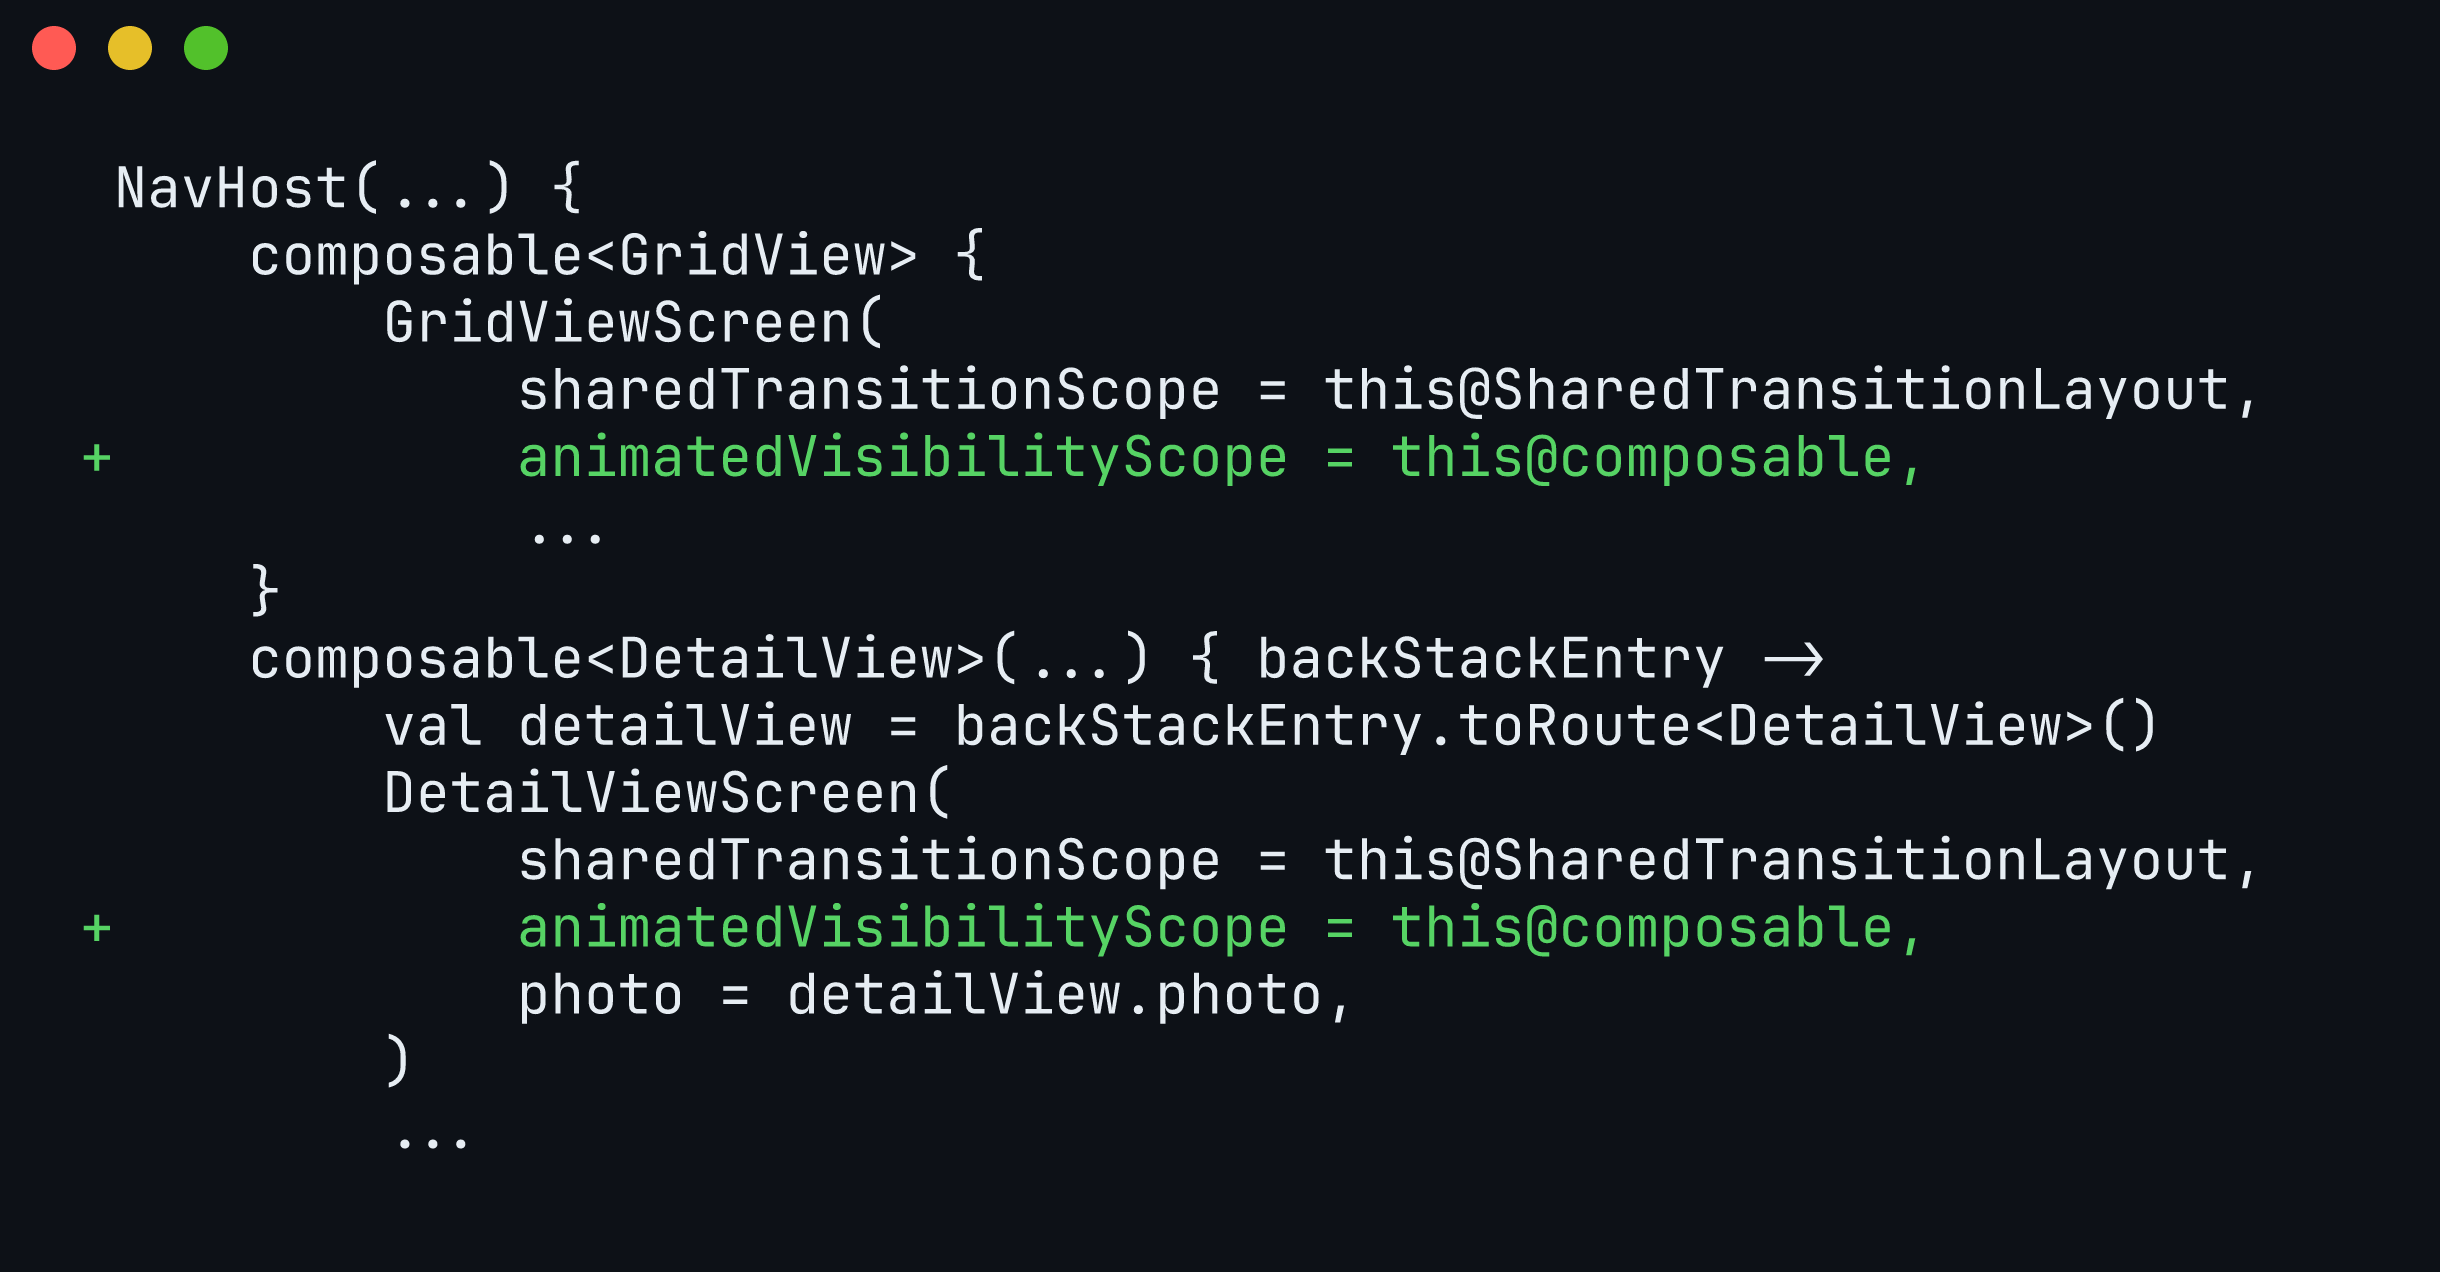 NavHost(...) {
    composable<GridView> {
        GridViewScreen(
            sharedTransitionScope = this@SharedTransitionLayout,
+            animatedVisibilityScope = this@composable,
            ...
    }
    composable<DetailView>(...) { backStackEntry ->
        val detailView = backStackEntry.toRoute<DetailView>()
        DetailViewScreen(
            sharedTransitionScope = this@SharedTransitionLayout,
+            animatedVisibilityScope = this@composable,
            photo = detailView.photo,
        )
        ...